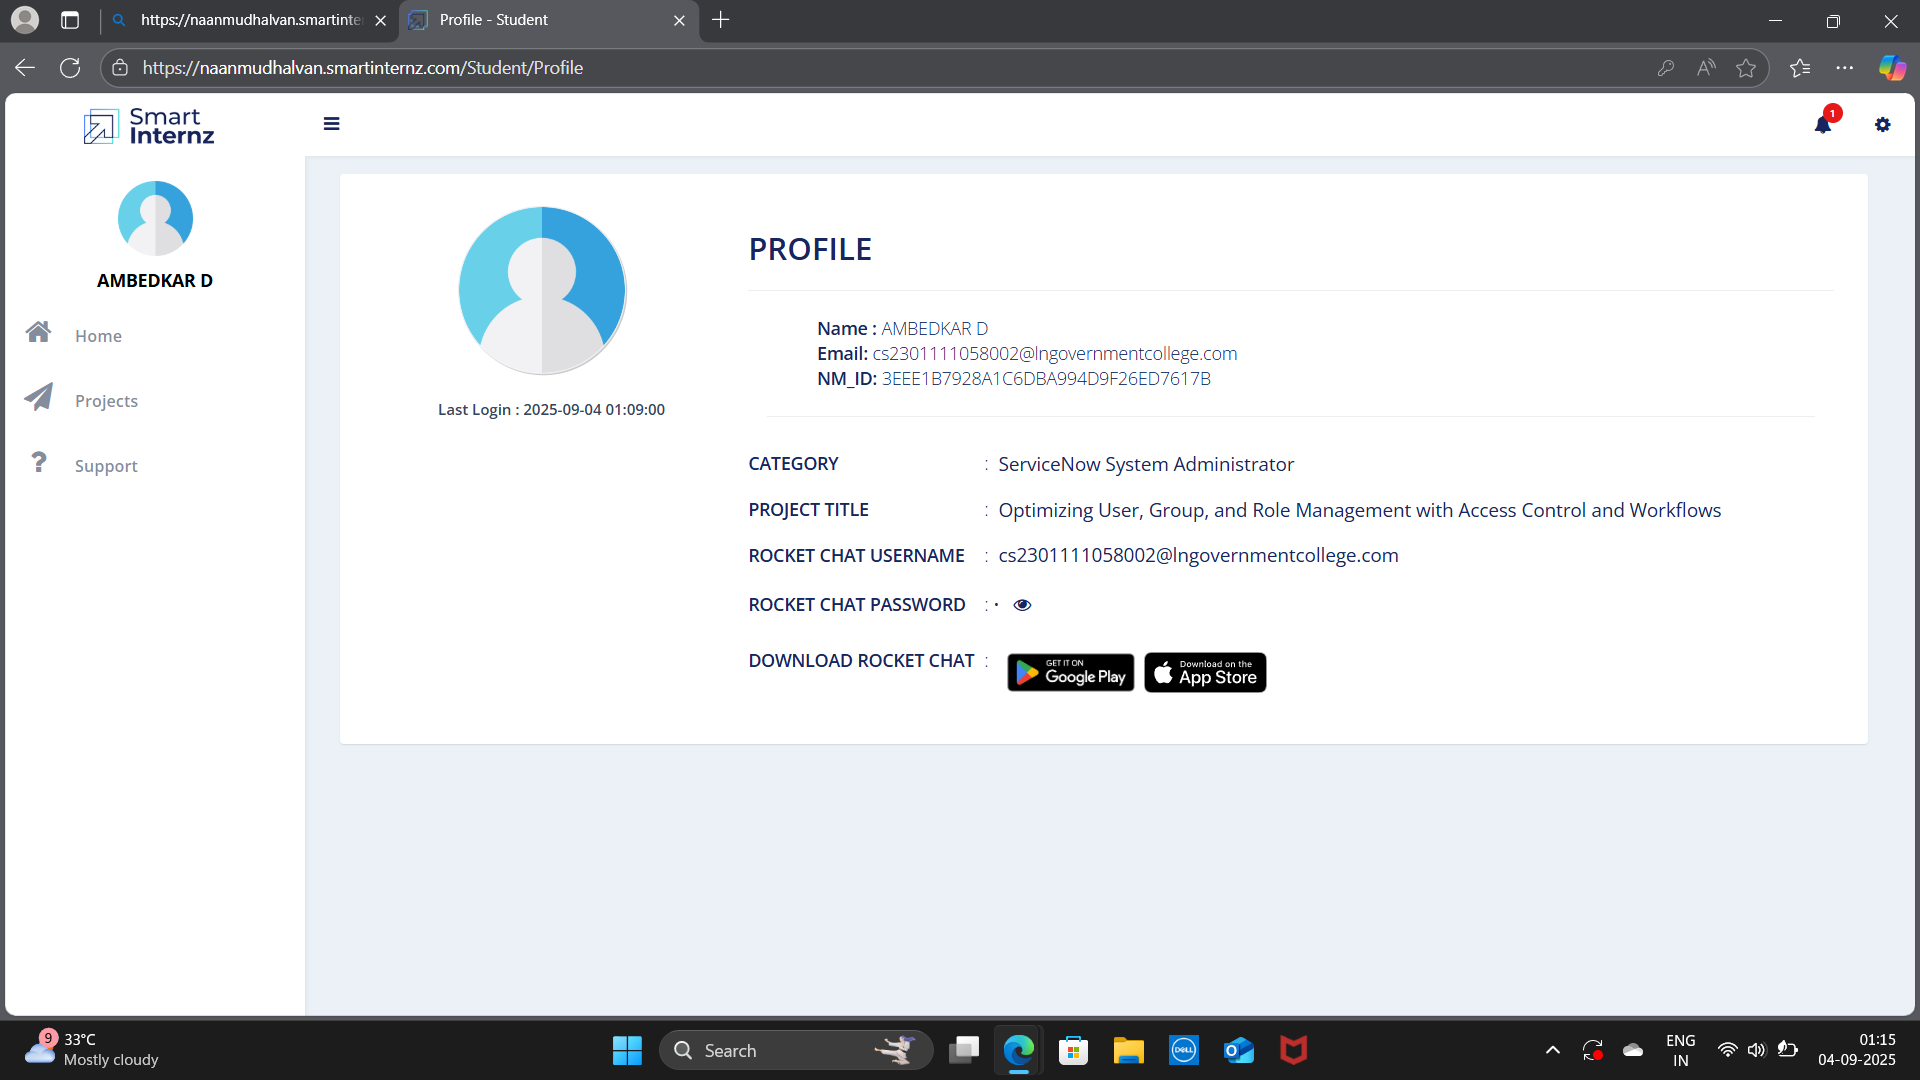 https://naanmudhalvan.smartinte
Profile - Student
https://naanmudhalvan.smartinternz.com/Student/Profile
Smart
Internz
1
AMBEDKAR D
Home
Projects
Support
Last Login : 2025-09-04 01:09:00
PROFILE
Name : AMBEDKAR D
Email: cs2301111058002@lngovernmentcollege.com
NM_ID: 3EEE1B7928A1C6DBA994D9F26ED7617B
CATEGORY : ServiceNow System Administrator
PROJECT TITLE : Optimizing User, Group, and Role Management with Access Control and Workflows
ROCKET CHAT USERNAME : cs2301111058002@lngovernmentcollege.com
ROCKET CHAT PASSWORD : •
DOWNLOAD ROCKET CHAT :
GET IT ON
Google Play
Download on the
App Store
9
33°C
Mostly cloudy
Search
DELL
ENG
IN
01:15
04-09-2025